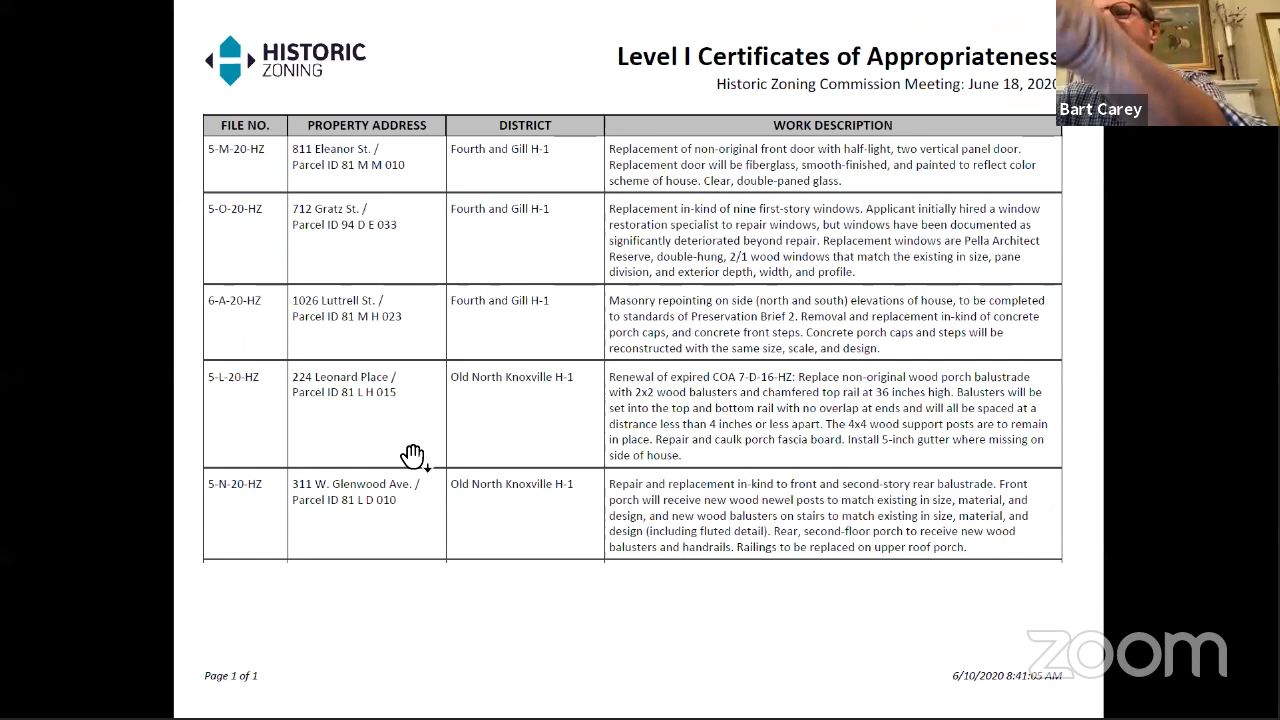 HISTORIC
ZONING
Level I Certificates of Appropriateness
Historic Zoning Commission Meeting: June 18, 2020
Bart Carey
FILE NO. PROPERTY ADDRESS DISTRICT WORK DESCRIPTION
5-M-20-HZ 811 Eleanor St. / Fourth and Gill H-1 Replacement of non-original front door with half-light, two vertical panel door.
Parcel ID 81 M M 010 Replacement door will be fiberglass, smooth-finished, and painted to reflect color
scheme of house. Clear, double-paned glass.
5-O-20-HZ 712 Gratz St. / Fourth and Gill H-1 Replacement in-kind of nine first-story windows. Applicant initially hired a window
Parcel ID 94 D E 033 restoration specialist to repair windows, but windows have been documented as
significantly deteriorated beyond repair. Replacement windows are Pella Architect
Reserve, double-hung, 2/1 wood windows that match the existing in size, pane
division, and exterior depth, width, and profile.
6-A-20-HZ 1026 Luttrell St. / Fourth and Gill H-1 Masonry repointing on side (north and south) elevations of house, to be completed
Parcel ID 81 M H 023 to standards of Preservation Brief 2. Removal and replacement in-kind of concrete
porch caps, and concrete front steps. Concrete porch caps and steps will be
reconstructed with the same size, scale, and design.
5-L-20-HZ 224 Leonard Place / Old North Knoxville H-1 Renewal of expired COA 7-D-16-HZ: Replace non-original wood porch balustrade
Parcel ID 81 L H 015 with 2x2 wood balusters and chamfered top rail at 36 inches high. Balusters will be
set into the top and bottom rail with no overlap at ends and will all be spaced at a
distance less than 4 inches or less apart. The 4x4 wood support posts are to remain
in place. Repair and caulk porch fascia board. Install 5-inch gutter where missing on
side of house.
5-N-20-HZ 311 W. Glenwood Ave. / Old North Knoxville H-1 Repair and replacement in-kind to front and second-story rear balustrade. Front
Parcel ID 81 L D 010 porch will receive new wood newel posts to match existing in size, material, and
design, and new wood balusters on stairs to match existing in size, material, and
design (including fluted detail). Rear, second-floor porch to receive new wood
balusters and handrails. Railings to be replaced on upper roof porch.
zoom
Page 1 of 1 6/10/2020 8:41:05 AM